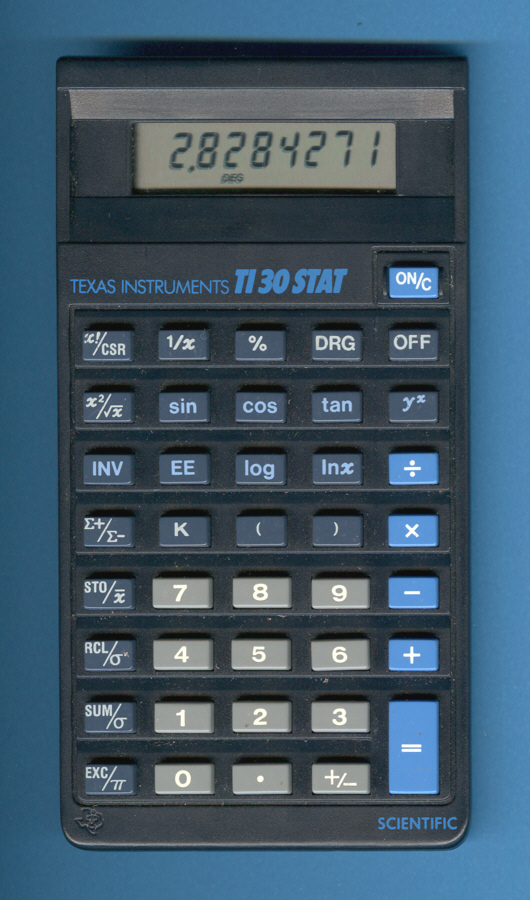 2.8284271
DEG
TEXAS INSTRUMENTS TI 30 STAT ON/C
x!/CSR 1/x % DRG OFF
x²/√x sin cos tan yˣ
INV EE log lnx ÷
Σ+/Σ- K ( ) ×
STO/x̄ 7 8 9 −
RCL/σ² 4 5 6 +
SUM/σ 1 2 3
=
EXC/π 0 . +/−
SCIENTIFIC